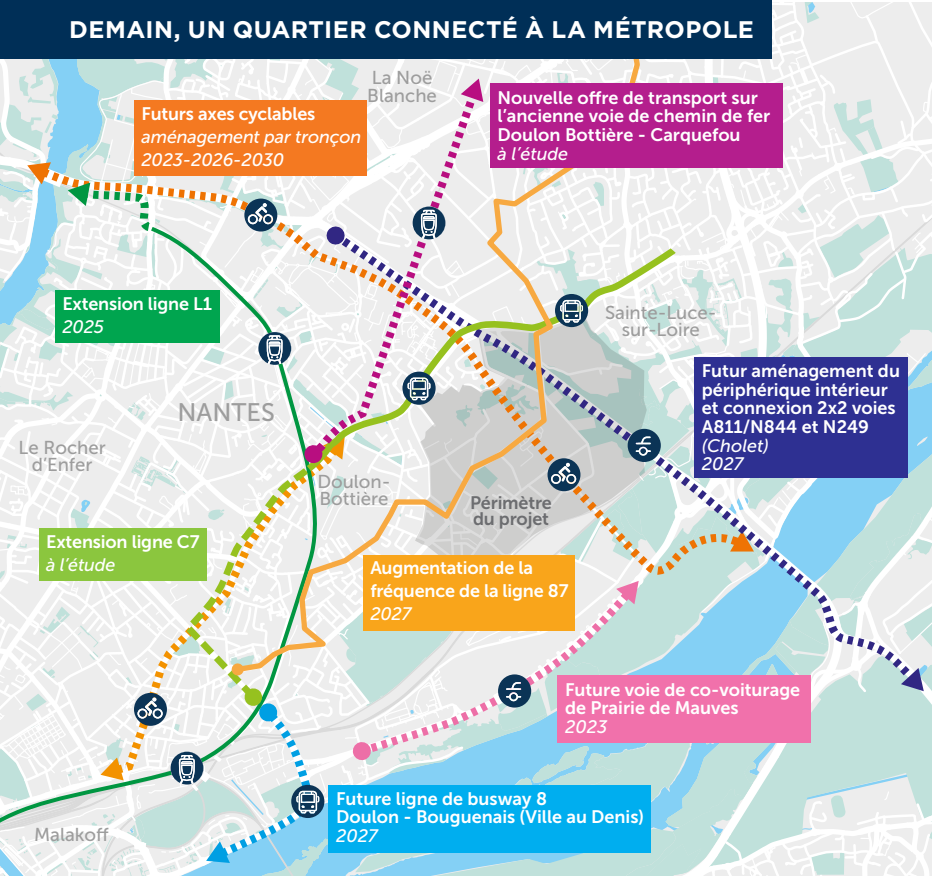 DEMAIN, UN QUARTIER CONNECTÉ À LA MÉTROPOLE
La Noë
Blanche
Futurs axes cyclables
aménagement par tronçon
2023-2026-2030
Nouvelle offre de transport sur
l'ancienne voie de chemin de fer
Doulon Bottière - Carquefou
à l'étude
Extension ligne L1
2025
Sainte-Luce-
sur-Loire
Futur aménagement du
périphérique intérieur
et connexion 2x2 voies
A811/N844 et N249
(Cholet)
2027
NANTES
Le Rocher
d'Enfer
Doulon-
Bottière
Périmètre
du projet
Extension ligne C7
à l'étude
Augmentation de la
fréquence de la ligne 87
2027
Future voie de co-voiturage
de Prairie de Mauves
2023
Future ligne de busway 8
Doulon - Bouguenais (Ville au Denis)
2027
Malakoff